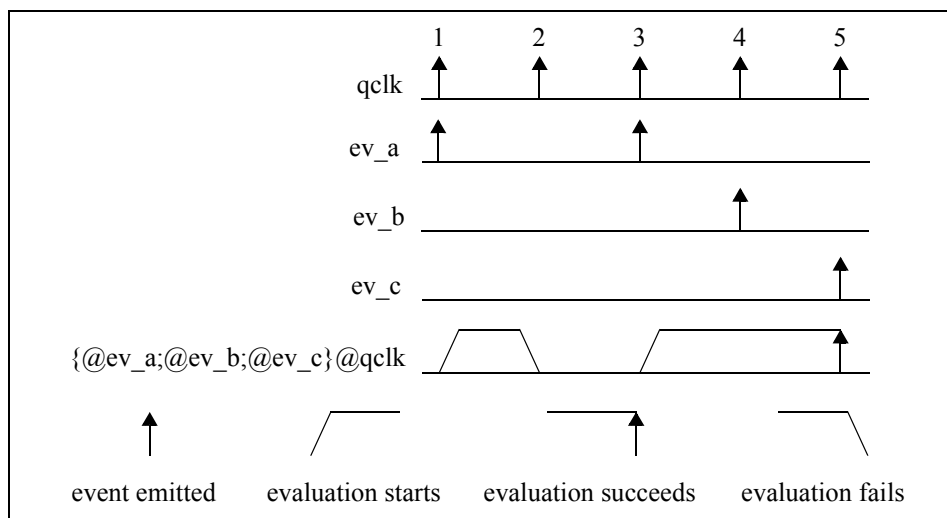 1 2 3 4 5
qclk
ev_a
ev_b
ev_c
{@ev_a;@ev_b;@ev_c}@qclk
event emitted evaluation starts evaluation succeeds evaluation fails